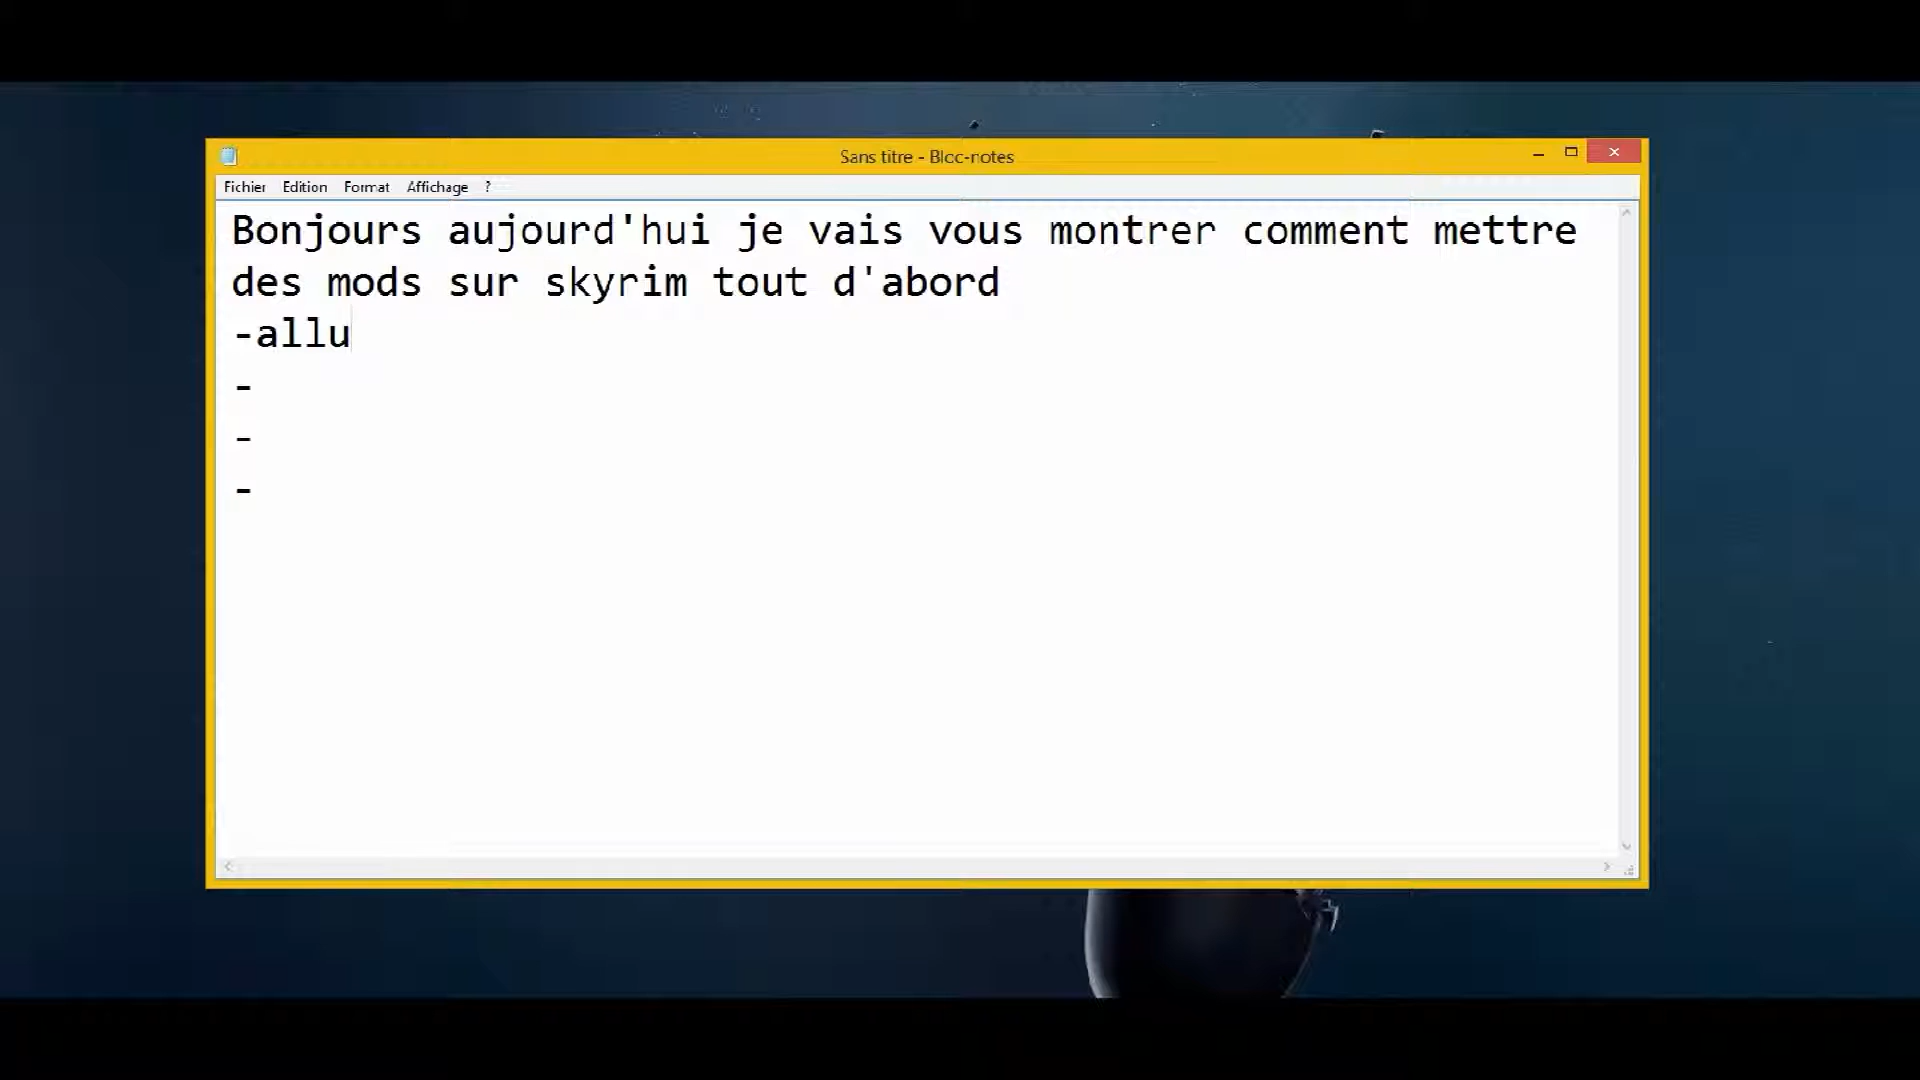 Sans titre - Bloc-notes
Fichier Edition Format Affichage ?
Bonjours aujourd'hui je vais vous montrer comment mettre
des mods sur skyrim tout d'abord
-allu
-
-
-